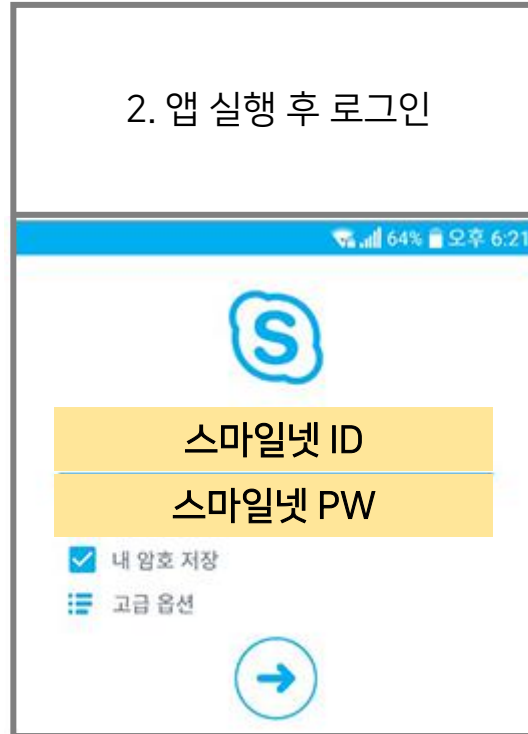 2. 앱 실행 후 로그인
64% 오후 6:21
S
스마일넷 ID
스마일넷 PW
내 암호 저장
고급 옵션